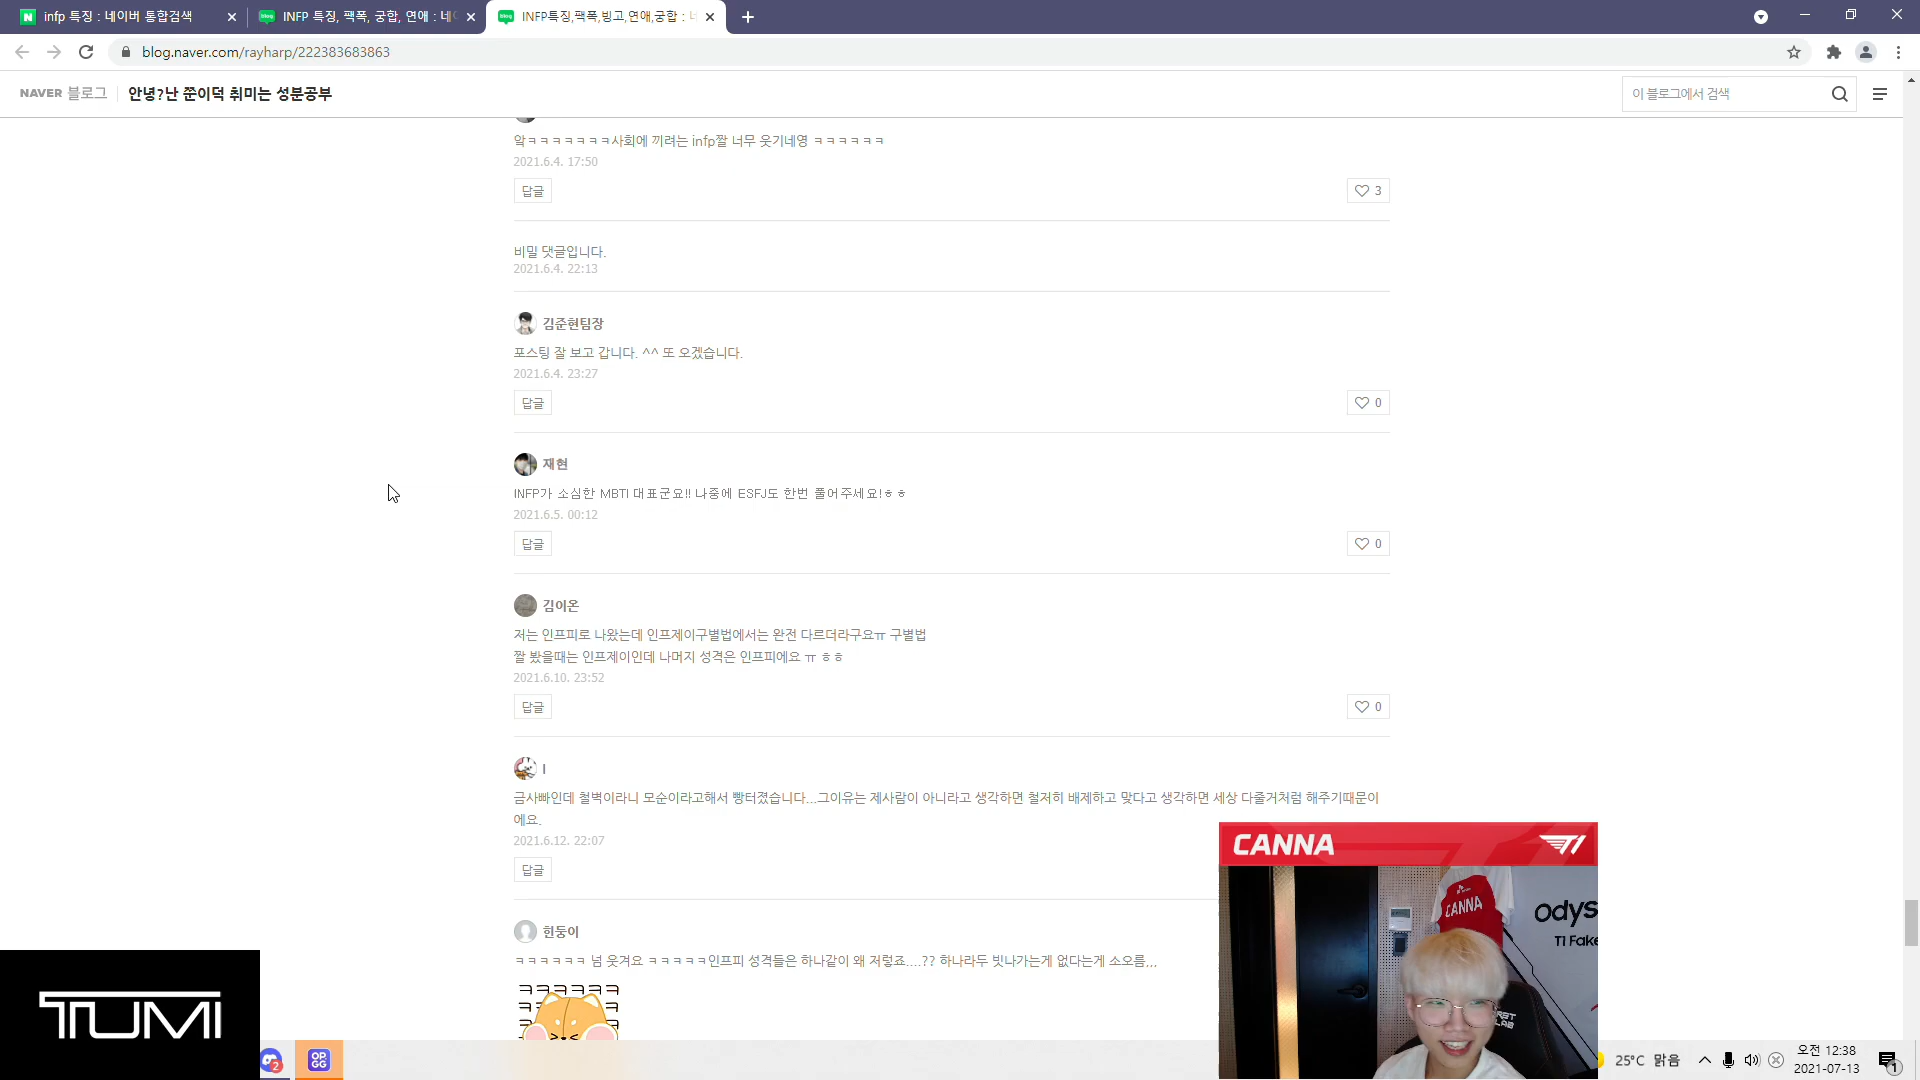 infp 특징 : 네이버 통합검색
INFP 특징, 팩폭, 궁합, 연애 : 네
INFP특징,팩폭,빙고,연애,궁합 :
blog.naver.com/rayharp/222383683863
NAVER 블로그
안녕?난 쭌이덕 취미는 성분공부
이 블로그에서 검색
앜ㅋㅋㅋㅋㅋㅋㅋ사회에 끼려는 infp짤 너무 웃기네영 ㅋㅋㅋㅋㅋㅋ
2021.6.4. 17:50
답글
3
비밀 댓글입니다.
2021.6.4. 22:13
김준현팀장
포스팅 잘 보고 갑니다. ^^ 또 오겠습니다.
2021.6.4. 23:27
답글
0
재현
INFP가 소심한 MBTI 대표군요!! 나중에 ESFJ도 한번 풀어주세요!ㅎㅎ
2021.6.5. 00:12
답글
0
김이온
저는 인프피로 나왔는데 인프제이구별법에서는 완전 다르더라구요ㅠ 구별법
짤 봤을때는 인프제이인데 나머지 성격은 인프피에요 ㅠ ㅎㅎ
2021.6.10. 23:52
답글
0
l
금사빠인데 철벽이라니 모순이라고해서 빵터졌습니다...그이유는 제사람이 아니라고 생각하면 철저히 배제하고 맞다고 생각하면 세상 다줄거처럼 해주기때문이
에요.
2021.6.12. 22:07
답글
힌둥이
ㅋㅋㅋㅋㅋㅋ 넘 웃겨요 ㅋㅋㅋㅋㅋ인프피 성격들은 하나같이 왜 저렇죠....?? 하나라두 빗나가는게 없다는게 소오름,,,
ㅋㅋㅋㅋㅋㅋ
CANNA
T1
CANNA
odys
T1 Fake
TUMI
2
OP.GG
25°C 맑음
오전 12:38
2021-07-13
1